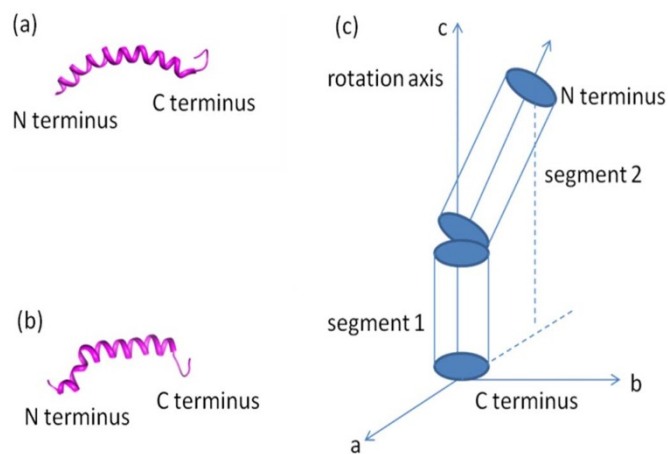 (a)
N terminus
C terminus
(b)
N terminus
C terminus
(c)
c
rotation axis
N terminus
segment 2
segment 1
C terminus
b
a